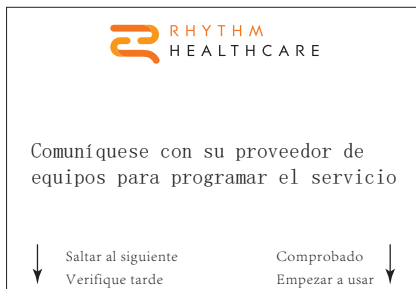 RHYTHM
HEALTHCARE
Comuníquese con su proveedor de
equipos para programar el servicio
Saltar al siguiente
Verifique tarde
Comprobado
Empezar a usar